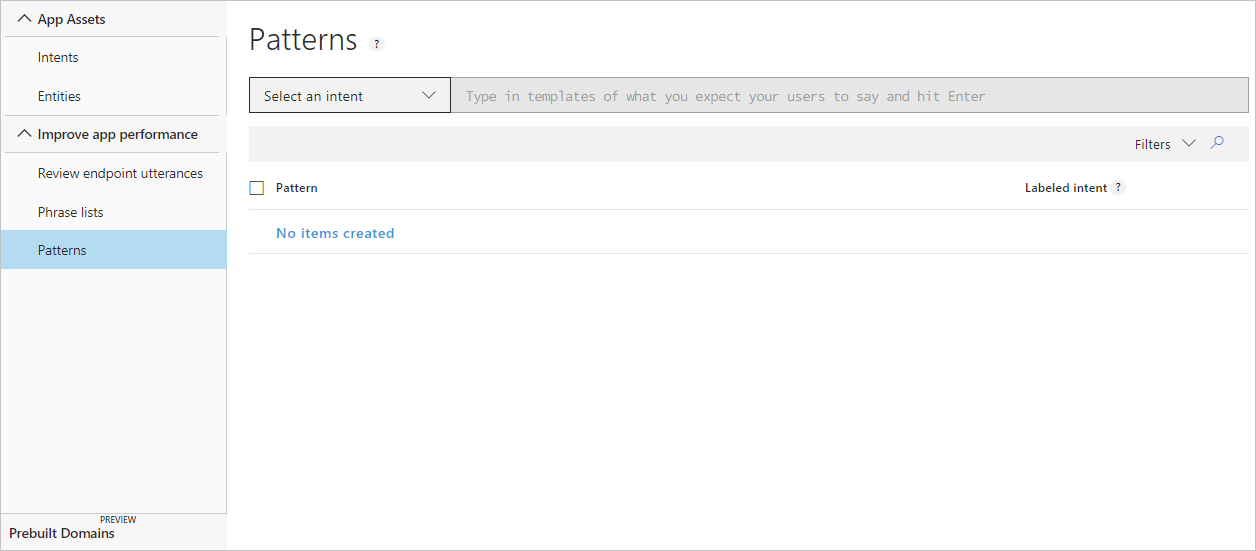 App Assets
Intents
Entities
Improve app performance
Review endpoint utterances
Phrase lists
Patterns
PREVIEW
Prebuilt Domains
Patterns ?
Select an intent
Type in templates of what you expect your users to say and hit Enter
Filters
Pattern
Labeled intent ?
No items created